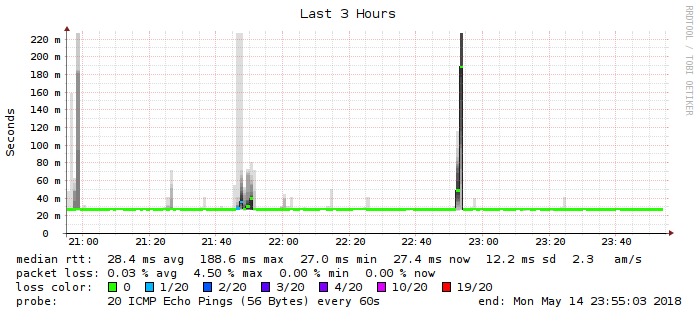 Last 3 Hours
RRDTOOL / TOBI OETIKER
Seconds
220 m
200 m
180 m
160 m
140 m
120 m
100 m
80 m
60 m
40 m
20 m
0
21:00 21:20 21:40 22:00 22:20 22:40 23:00 23:20 23:40
median rtt: 28.4 ms avg 188.6 ms max 27.0 ms min 27.4 ms now 12.2 ms sd 2.3 am/s
packet loss: 0.03 % avg 4.50 % max 0.00 % min 0.00 % now
loss color: 0 1/20 2/20 3/20 4/20 10/20 19/20
probe: 20 ICMP Echo Pings (56 Bytes) every 60s end: Mon May 14 23:55:03 2018